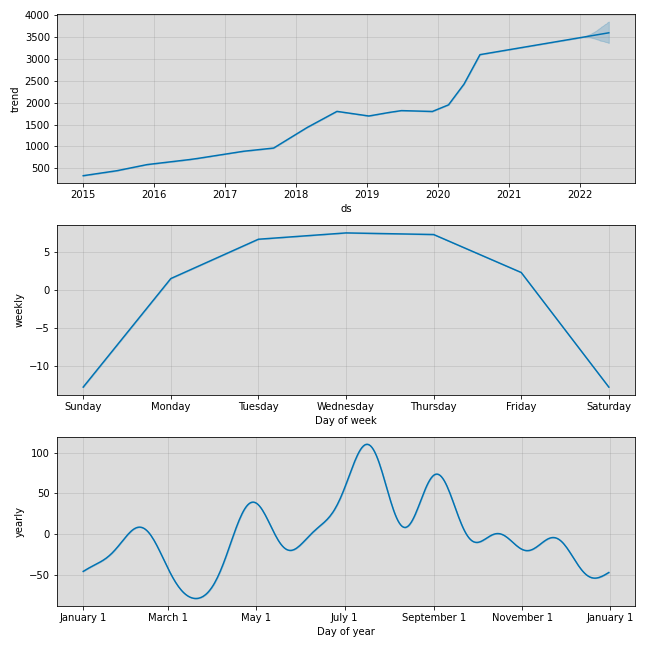 4000
3500
3000
2500
2000
1500
1000
500
trend
2015 2016 2017 2018 2019 2020 2021 2022
ds
5
0
−5
−10
weekly
Sunday Monday Tuesday Wednesday Thursday Friday Saturday
Day of week
100
50
0
−50
yearly
January 1 March 1 May 1 July 1 September 1 November 1 January 1
Day of year